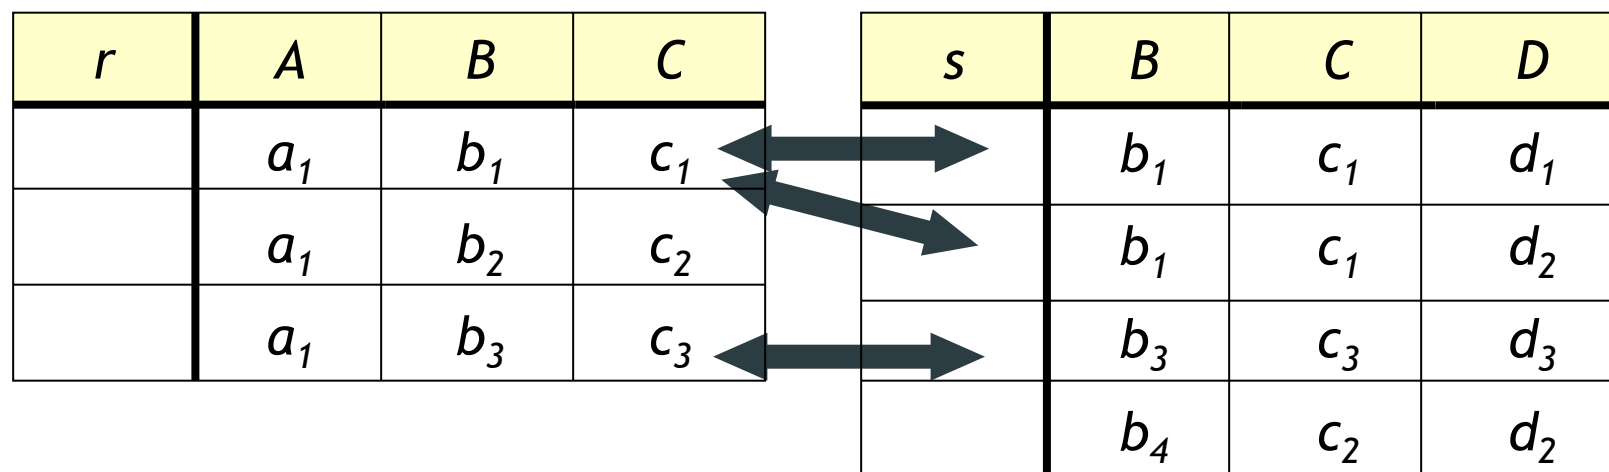 r A B C s B C D
a₁ b₁ c₁ b₁ c₁ d₁
a₁ b₂ c₂ b₁ c₁ d₂
a₁ b₃ c₃ b₃ c₃ d₃
b₄ c₂ d₂